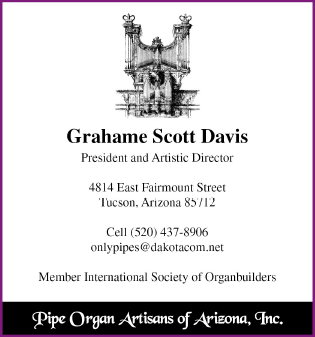 Grahame Scott Davis
President and Artistic Director
4814 East Fairmount Street
Tucson, Arizona 85712
Cell (520) 437-8906
onlypipes@dakotacom.net
Member International Society of Organbuilders
Pipe Organ Artisans of Arizona, Inc.